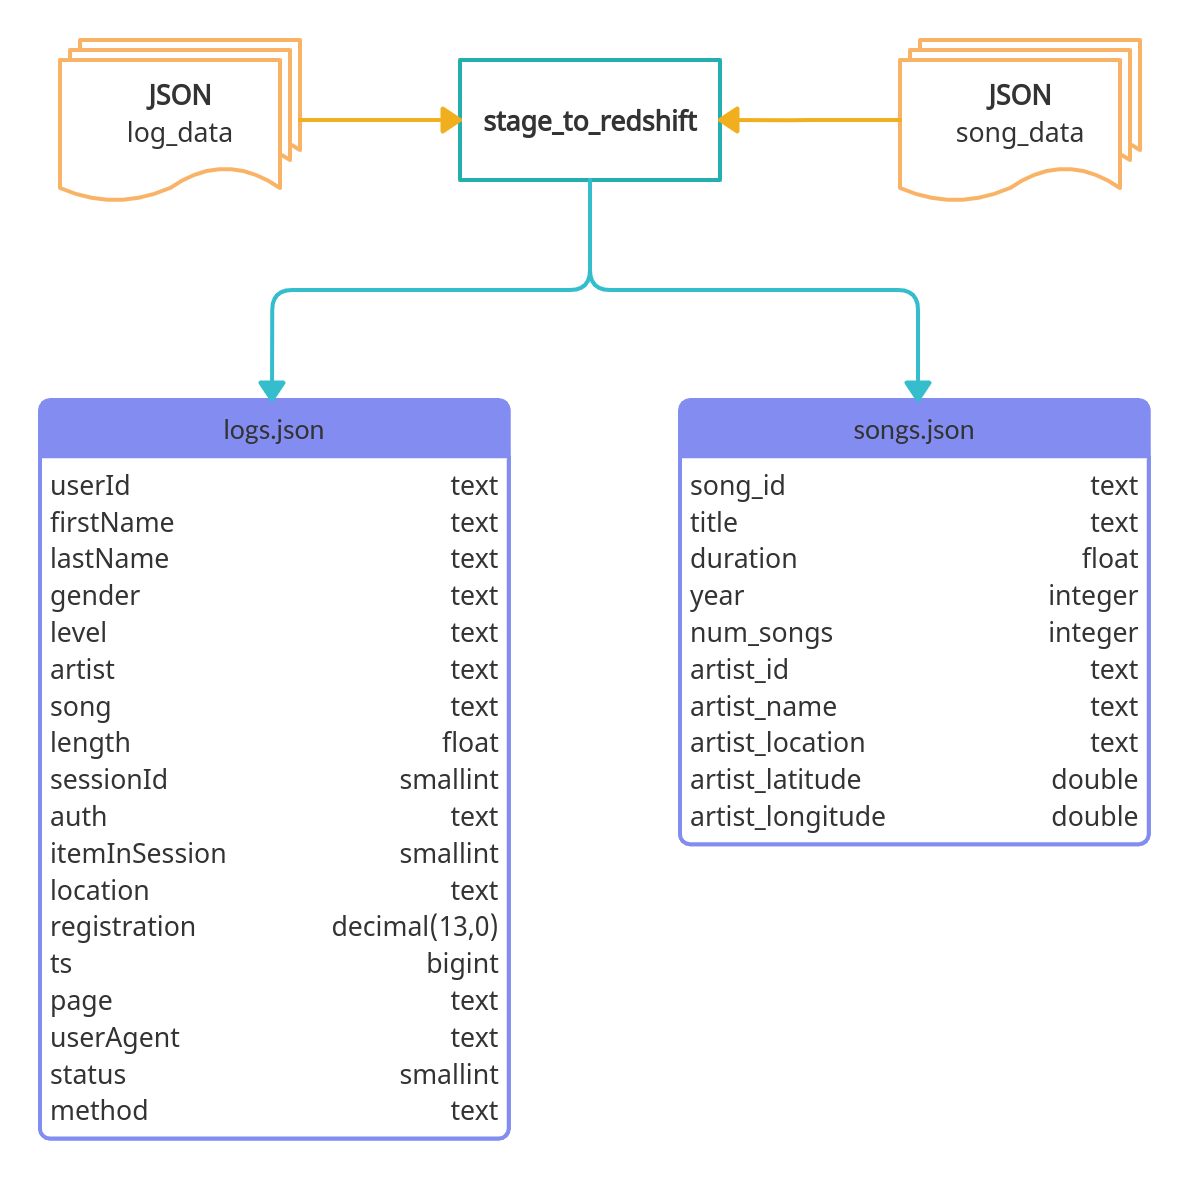 JSON
log_data
stage_to_redshift
JSON
song_data
logs.json
userId text
firstName text
lastName text
gender text
level text
artist text
song text
length float
sessionId smallint
auth text
itemInSession smallint
location text
registration decimal(13,0)
ts bigint
page text
userAgent text
status smallint
method text
songs.json
song_id text
title text
duration float
year integer
num_songs integer
artist_id text
artist_name text
artist_location text
artist_latitude double
artist_longitude double